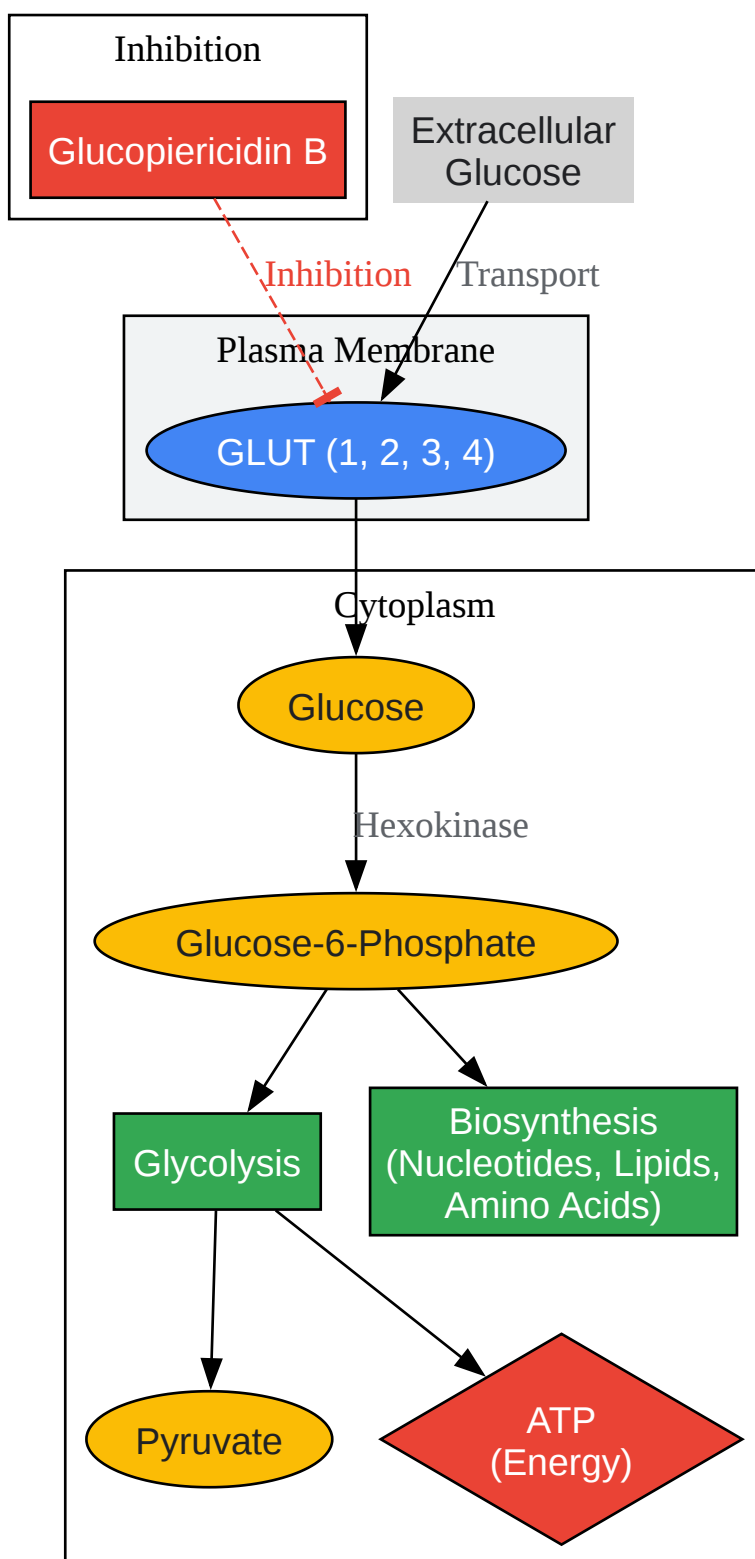 Inhibition
Glucopiericidin B
Extracellular
Glucose
Inhibition
Transport
Plasma Membrane
GLUT (1, 2, 3, 4)
Cytoplasm
Glucose
Hexokinase
Glucose-6-Phosphate
Glycolysis
Biosynthesis
(Nucleotides, Lipids,
Amino Acids)
Pyruvate
ATP
(Energy)